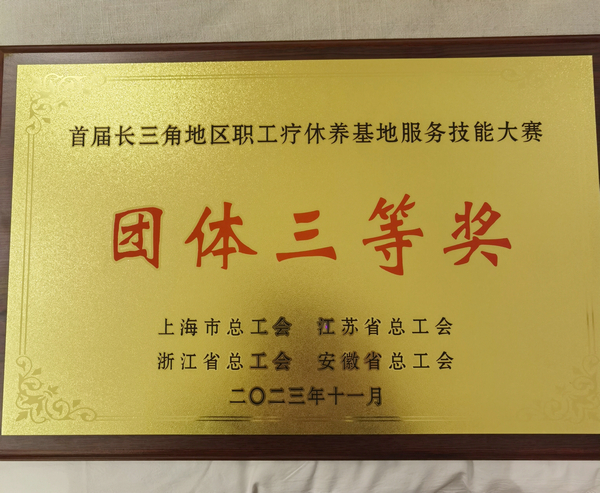 首届长三角地区职工疗休养基地服务技能大赛
团体三等奖
上海市总工会　江苏省总工会
浙江省总工会　安徽省总工会
二〇二三年十一月